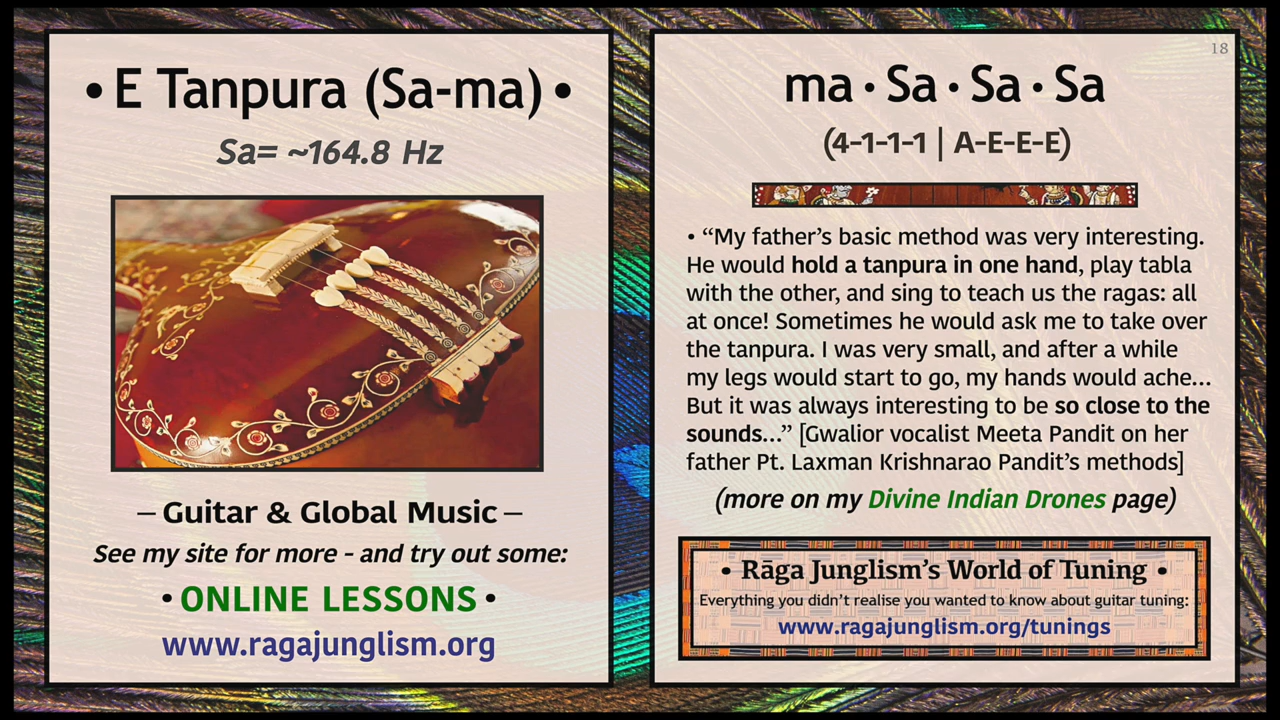 • E Tanpura (Sa-ma) •
Sa= ~164.8 Hz
– Guitar & Global Music –
See my site for more - and try out some:
• ONLINE LESSONS •
www.ragajunglism.org
18
ma • Sa • Sa • Sa
(4-1-1-1 | A-E-E-E)
• “My father’s basic method was very interesting.
He would hold a tanpura in one hand, play tabla
with the other, and sing to teach us the ragas: all
at once! Sometimes he would ask me to take over
the tanpura. I was very small, and after a while
my legs would start to go, my hands would ache...
But it was always interesting to be so close to the
sounds...” [Gwalior vocalist Meeta Pandit on her
father Pt. Laxman Krishnarao Pandit’s methods]
(more on my Divine Indian Drones page)
• Rāga Junglism’s World of Tuning •
Everything you didn’t realise you wanted to know about guitar tuning:
www.ragajunglism.org/tunings